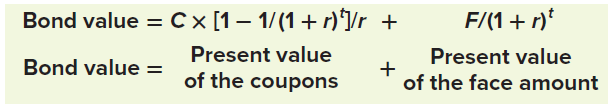 Bond value = C × [1 – 1/(1 + r)ᵗ]/r + F/(1 + r)ᵗ
Present value Present value
Bond value = +
of the coupons of the face amount